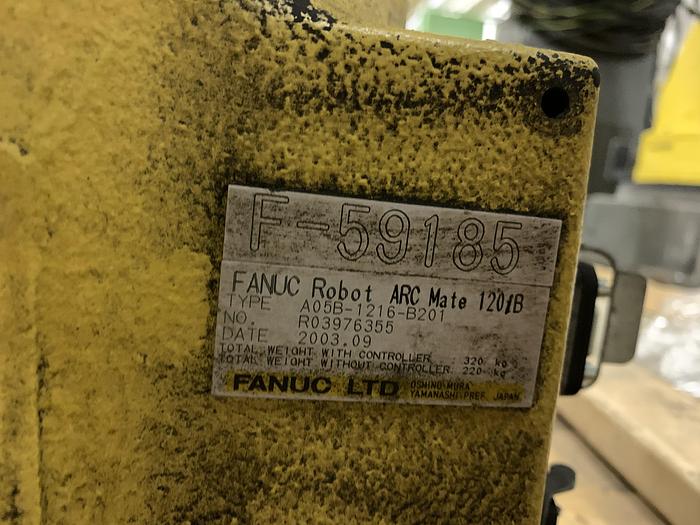 F-59185
FANUC Robot ARC Mate 120iB
TYPE A05B-1216-B201
NO. R03976355
DATE 2003.09
TOTAL WEIGHT WITH CONTROLLER : 320 kg
TOTAL WEIGHT WITHOUT CONTROLLER: 220 kg
FANUC LTD OSHINO-MURA
YAMANASHI-PREF. JAPAN